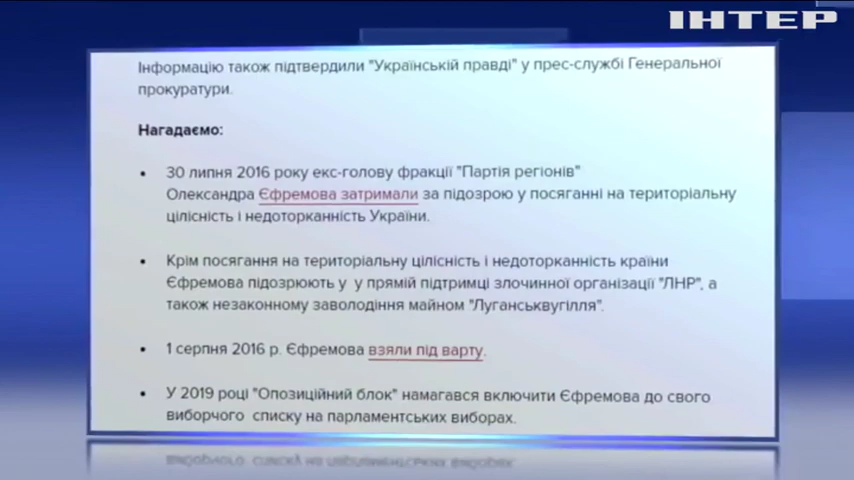 ІНТЕР
Інформацію також підтвердили "Українській правді" у прес-службі Генеральної
прокуратури.
Нагадаємо:
• 30 липня 2016 року екс-голову фракції "Партія регіонів"
Олександра Єфремова затримали за підозрою у посяганні на територіальну
цілісність і недоторканність України.
• Крім посягання на територіальну цілісність і недоторканність країни
Єфремова підозрюють у у прямій підтримці злочинної організації "ЛНР", а
також незаконному заволодіння майном "Луганськвугілля".
• 1 серпня 2016 р. Єфремова взяли під варту.
• У 2019 році "Опозиційний блок" намагався включити Єфремова до свого
виборчого списку на парламентських виборах.